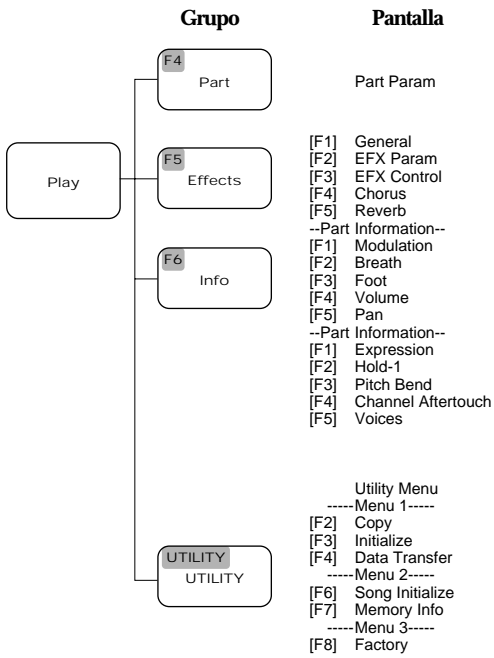 Grupo Pantalla
F4
Part Part Param
Play
F5
Effects
[F1] General
[F2] EFX Param
[F3] EFX Control
[F4] Chorus
[F5] Reverb
F6
Info
--Part Information--
[F1] Modulation
[F2] Breath
[F3] Foot
[F4] Volume
[F5] Pan
--Part Information--
[F1] Expression
[F2] Hold-1
[F3] Pitch Bend
[F4] Channel Aftertouch
[F5] Voices
UTILITY
UTILITY
Utility Menu
-----Menu 1-----
[F2] Copy
[F3] Initialize
[F4] Data Transfer
-----Menu 2-----
[F6] Song Initialize
[F7] Memory Info
-----Menu 3-----
[F8] Factory